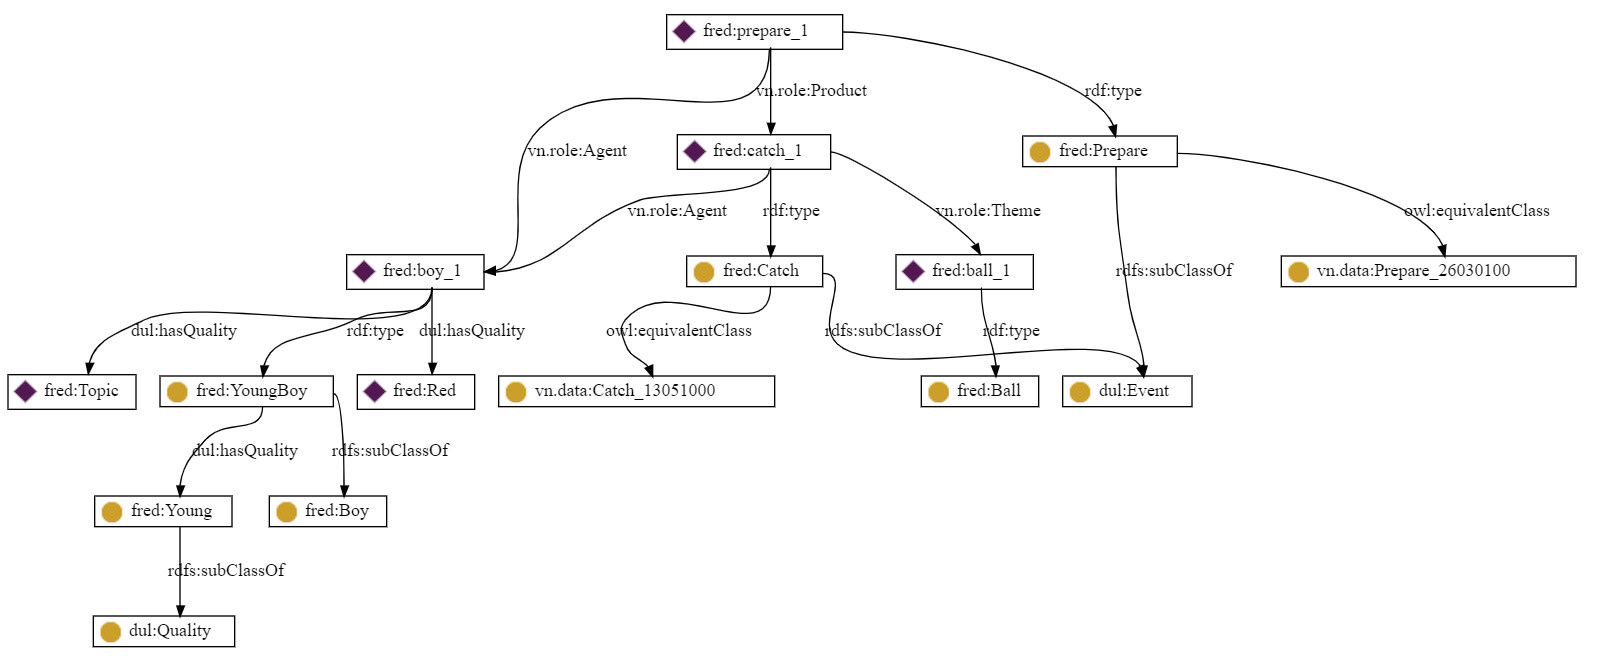 fred:prepare_1
vn.role:Product
rdf:type
vn.role:Agent
fred:catch_1
fred:Prepare
vn.role:Agent
rdf:type
vn.role:Theme
owl:equivalentClass
fred:boy_1
fred:Catch
fred:ball_1
rdfs:subClassOf
vn.data:Prepare_26030100
dul:hasQuality
rdf:type
dul:hasQuality
owl:equivalentClass
rdfs:subClassOf
rdf:type
fred:Topic
fred:YoungBoy
fred:Red
vn.data:Catch_13051000
fred:Ball
dul:Event
dul:hasQuality
rdfs:subClassOf
fred:Young
fred:Boy
rdfs:subClassOf
dul:Quality